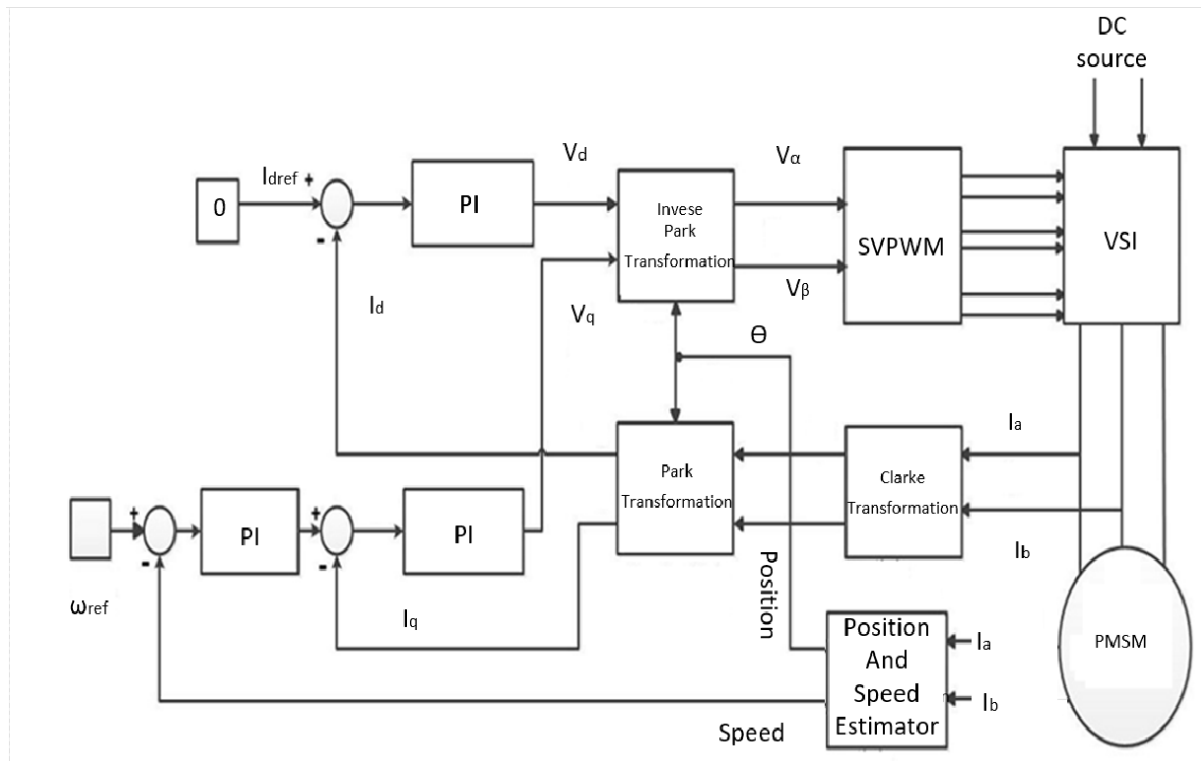 DC
source
Idref +
0
-
PI
Vd
Invese
Park
Transformation
Vα
Vβ
SVPWM
VSI
Id
Vq
Θ
Park
Transformation
Clarke
Transformation
Ia
Ib
+
-
PI
+
-
PI
ωref
Iq
Position
Position
And
Speed
Estimator
Ia
Ib
PMSM
Speed